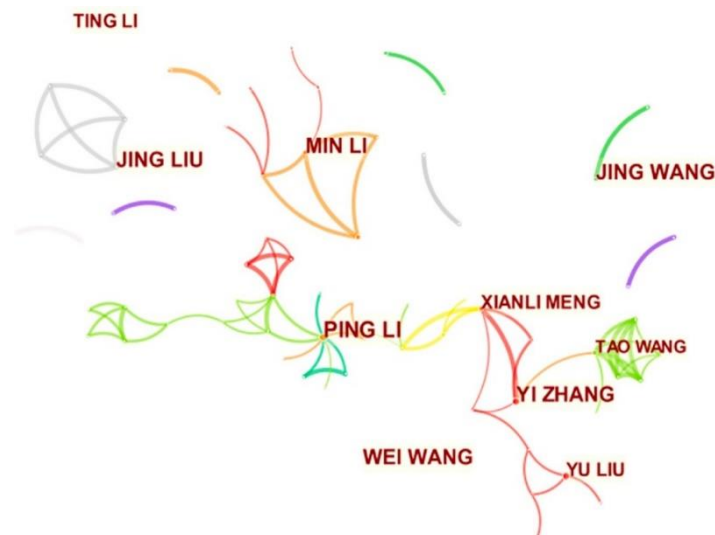 TING LI
JING LIU
MIN LI
JING WANG
XIANLI MENG
PING LI
TAO WANG
YI ZHANG
WEI WANG
YU LIU